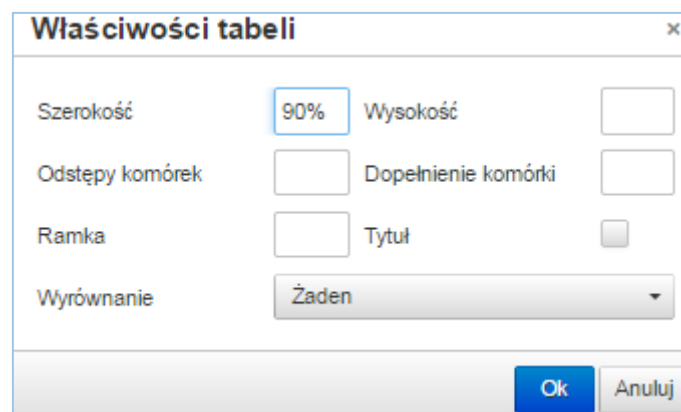 Właściwości tabeli ×
Szerokość 90% Wysokość
Odstępy komórek Dopełnienie komórki
Ramka Tytuł
Wyrównanie Żaden
Ok Anuluj